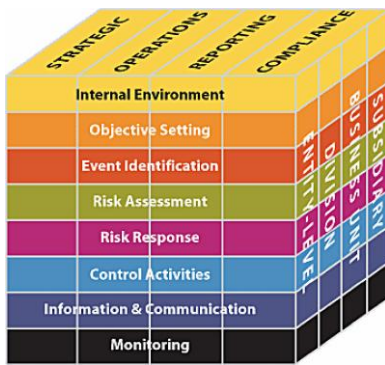 STRATEGIC
OPERATIONS
REPORTING
COMPLIANCE
Internal Environment
Objective Setting
Event Identification
Risk Assessment
Risk Response
Control Activities
Information & Communication
Monitoring
ENTITY-LEVEL
DIVISION
BUSINESS UNIT
SUBSIDIARY